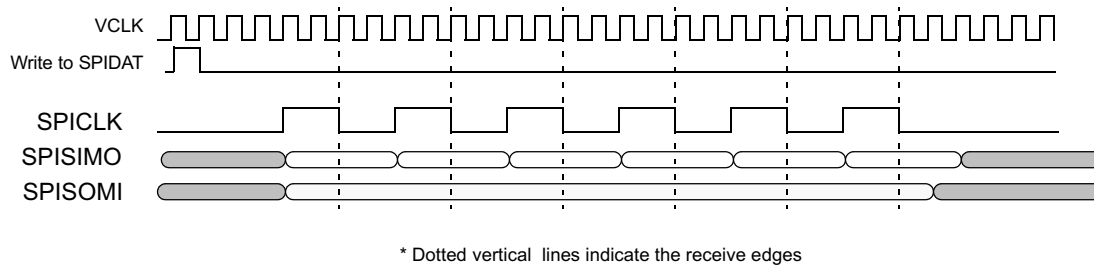 VCLK
Write to SPIDAT
SPICLK
SPISIMO
SPISOMI
* Dotted vertical lines indicate the receive edges